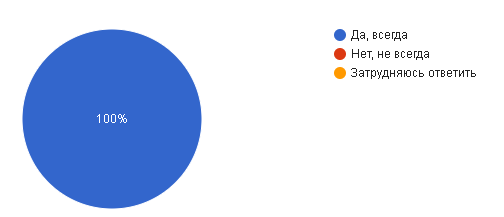 Да, всегда
Нет, не всегда
Затрудняюсь ответить
100%